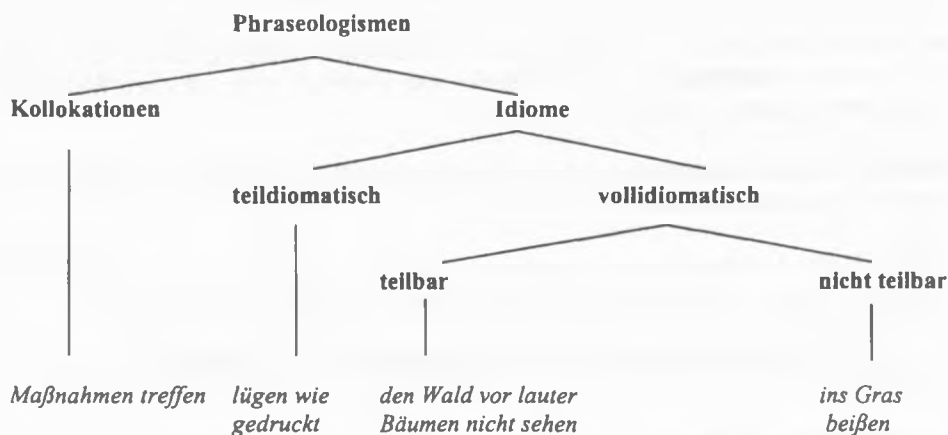 Phraseologismen
Kollokationen
Idiome
teildiomatisch
vollidiomatisch
teilbar
nicht teilbar
Maßnahmen treffen
lügen wie
gedruckt
den Wald vor lauter
Bäumen nicht sehen
ins Gras
beißen